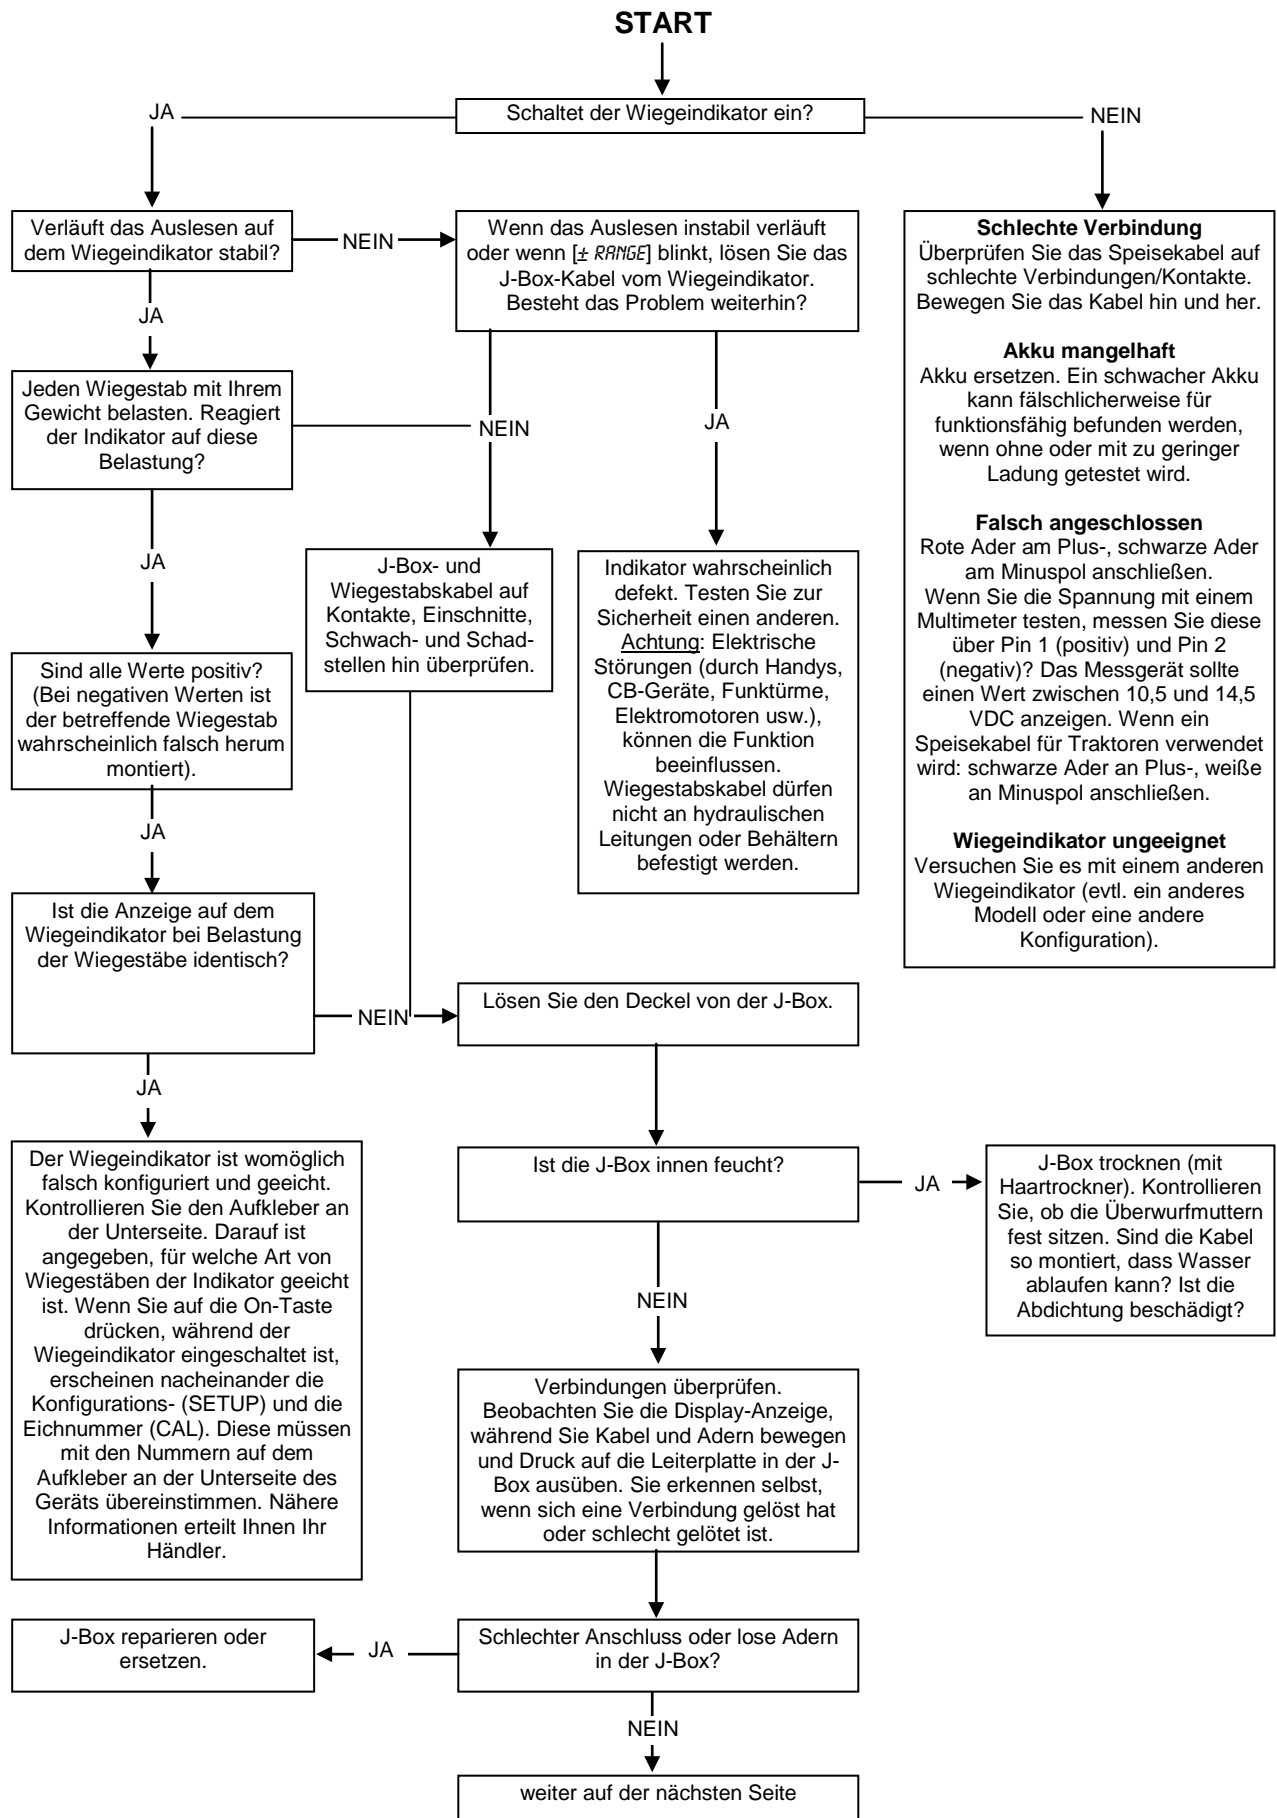 START
JA
Schaltet der Wiegeindikator ein?
NEIN
Verläuft das Auslesen auf
dem Wiegeindikator stabil?
NEIN
Wenn das Auslesen instabil verläuft
oder wenn [± RANGE] blinkt, lösen Sie das
J-Box-Kabel vom Wiegeindikator.
Besteht das Problem weiterhin?
Schlechte Verbindung
Überprüfen Sie das Speisekabel auf
schlechte Verbindungen/Kontakte.
Bewegen Sie das Kabel hin und her.
Akku mangelhaft
Akku ersetzen. Ein schwacher Akku
kann fälschlicherweise für
funktionsfähig befunden werden,
wenn ohne oder mit zu geringer
Ladung getestet wird.
Falsch angeschlossen
Rote Ader am Plus-, schwarze Ader
am Minuspol anschließen.
Wenn Sie die Spannung mit einem
Multimeter testen, messen Sie diese
über Pin 1 (positiv) und Pin 2
(negativ)? Das Messgerät sollte
einen Wert zwischen 10,5 und 14,5
VDC anzeigen. Wenn ein
Speisekabel für Traktoren verwendet
wird: schwarze Ader an Plus-, weiße
an Minuspol anschließen.
Wiegeindikator ungeeignet
Versuchen Sie es mit einem anderen
Wiegeindikator (evtl. ein anderes
Modell oder eine andere
Konfiguration).
JA
Jeden Wiegestab mit Ihrem
Gewicht belasten. Reagiert
der Indikator auf diese
Belastung?
NEIN
JA
JA
J-Box- und
Wiegestabskabel auf
Kontakte, Einschnitte,
Schwach- und Schad-
stellen hin überprüfen.
Indikator wahrscheinlich
defekt. Testen Sie zur
Sicherheit einen anderen.
Achtung: Elektrische
Störungen (durch Handys,
CB-Geräte, Funktürme,
Elektromotoren usw.),
können die Funktion
beeinflussen.
Wiegestabskabel dürfen
nicht an hydraulischen
Leitungen oder Behältern
befestigt werden.
Sind alle Werte positiv?
(Bei negativen Werten ist
der betreffende Wiegestab
wahrscheinlich falsch herum
montiert).
JA
Ist die Anzeige auf dem
Wiegeindikator bei Belastung
der Wiegestäbe identisch?
NEIN
Lösen Sie den Deckel von der J-Box.
JA
Der Wiegeindikator ist womöglich
falsch konfiguriert und geeicht.
Kontrollieren Sie den Aufkleber an
der Unterseite. Darauf ist
angegeben, für welche Art von
Wiegestäben der Indikator geeicht
ist. Wenn Sie auf die On-Taste
drücken, während der
Wiegeindikator eingeschaltet ist,
erscheinen nacheinander die
Konfigurations- (SETUP) und die
Eichnummer (CAL). Diese müssen
mit den Nummern auf dem
Aufkleber an der Unterseite des
Geräts übereinstimmen. Nähere
Informationen erteilt Ihnen Ihr
Händler.
Ist die J-Box innen feucht?
JA
J-Box trocknen (mit
Haartrockner). Kontrollieren
Sie, ob die Überwurfmuttern
fest sitzen. Sind die Kabel
so montiert, dass Wasser
ablaufen kann? Ist die
Abdichtung beschädigt?
NEIN
Verbindungen überprüfen.
Beobachten Sie die Display-Anzeige,
während Sie Kabel und Adern bewegen
und Druck auf die Leiterplatte in der J-
Box ausüben. Sie erkennen selbst,
wenn sich eine Verbindung gelöst hat
oder schlecht gelötet ist.
Schlechter Anschluss oder lose Adern
in der J-Box?
JA
J-Box reparieren oder
ersetzen.
NEIN
weiter auf der nächsten Seite